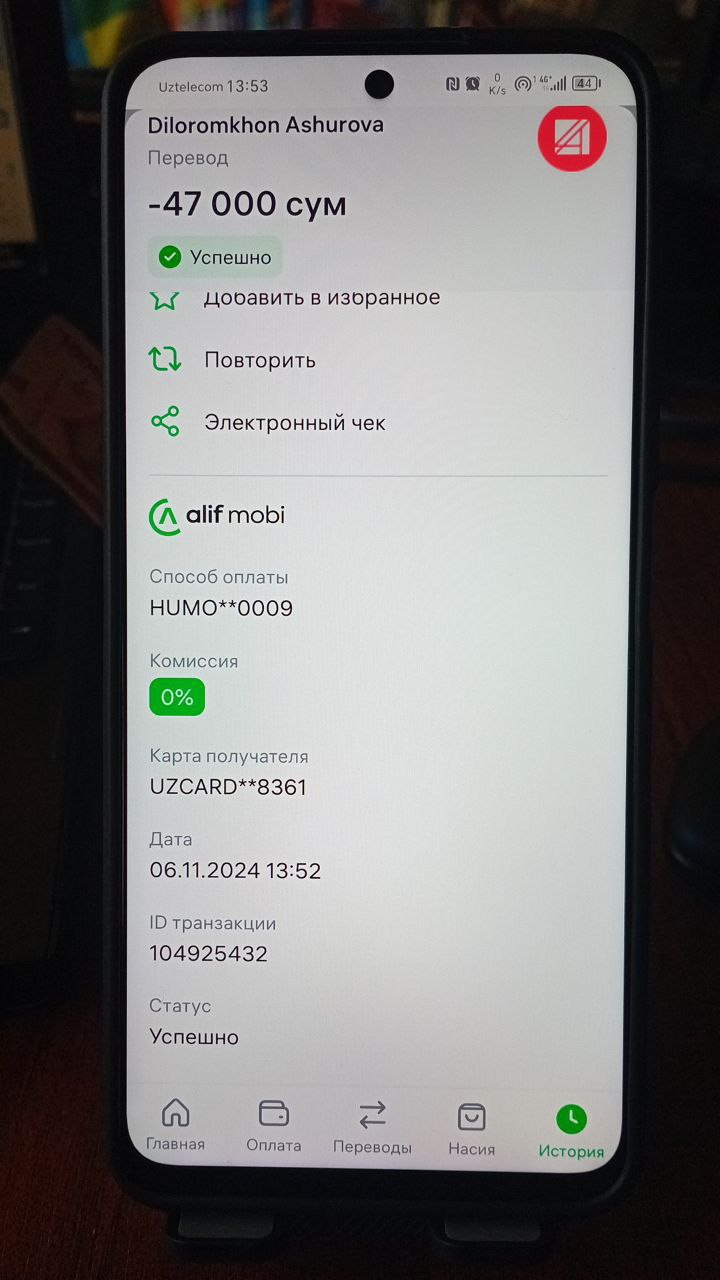 Uztelecom 13:53
0 K/s 1 4G+ 44
Diloromkhon Ashurova
Перевод
-47 000 сум
Успешно
Добавить в избранное
Повторить
Электронный чек
alif mobi
Способ оплаты
HUMO**0009
Комиссия
0%
Карта получателя
UZCARD**8361
Дата
06.11.2024 13:52
ID транзакции
104925432
Статус
Успешно
Главная
Оплата
Переводы
Насия
История